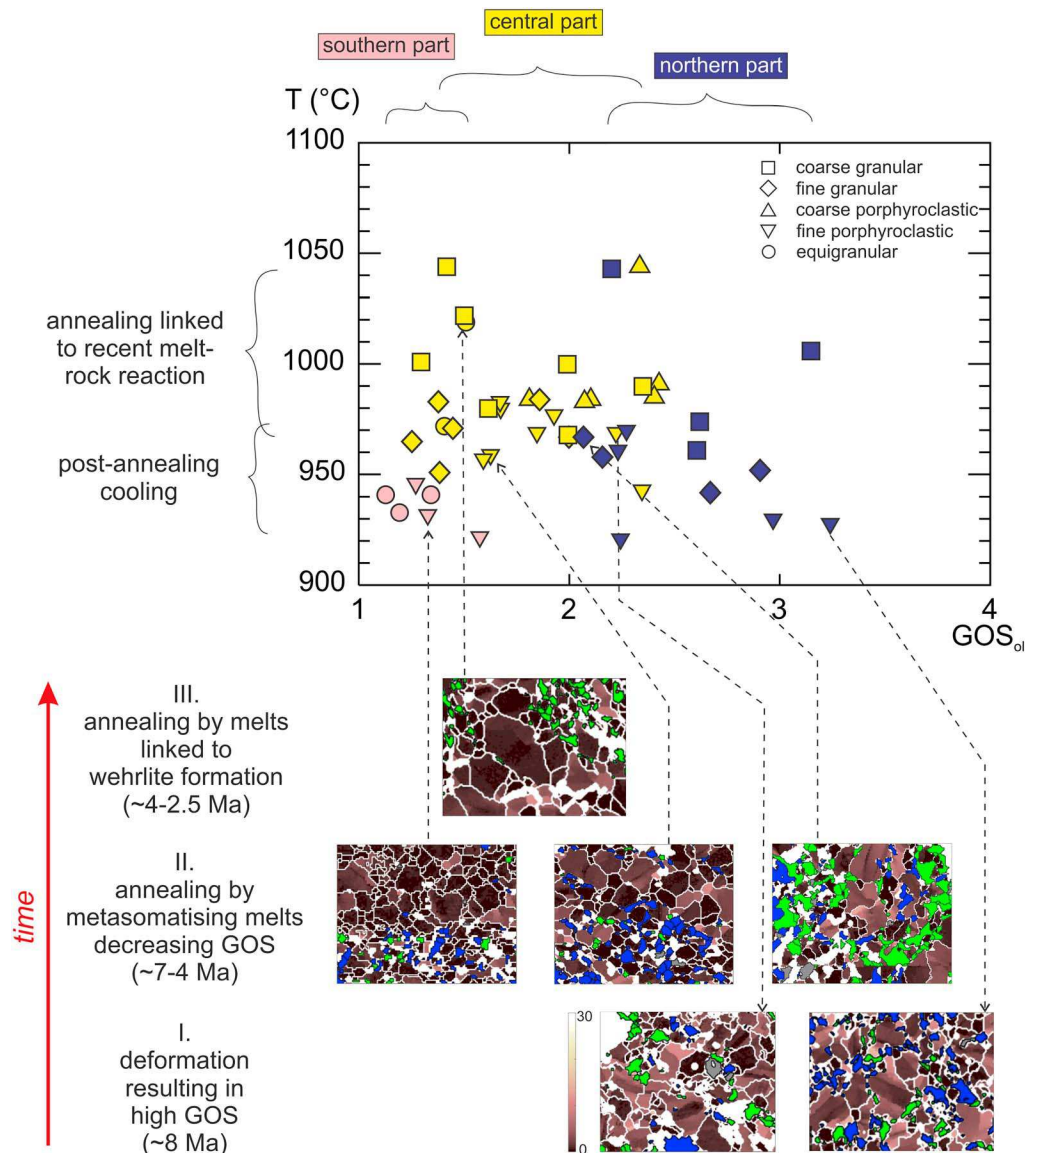 central part
southern part
northern part
T (°C)
1100
1050
1000
950
900
1
2
3
4
GOSol
coarse granular
fine granular
coarse porphyroclastic
fine porphyroclastic
equigranular
annealing linked
to recent melt-
rock reaction
post-annealing
cooling
time
III.
annealing by melts
linked to
wehrlite formation
(~4-2.5 Ma)
II.
annealing by
metasomatising melts
decreasing GOS
(~7-4 Ma)
I.
deformation
resulting in
high GOS
(~8 Ma)
30
0